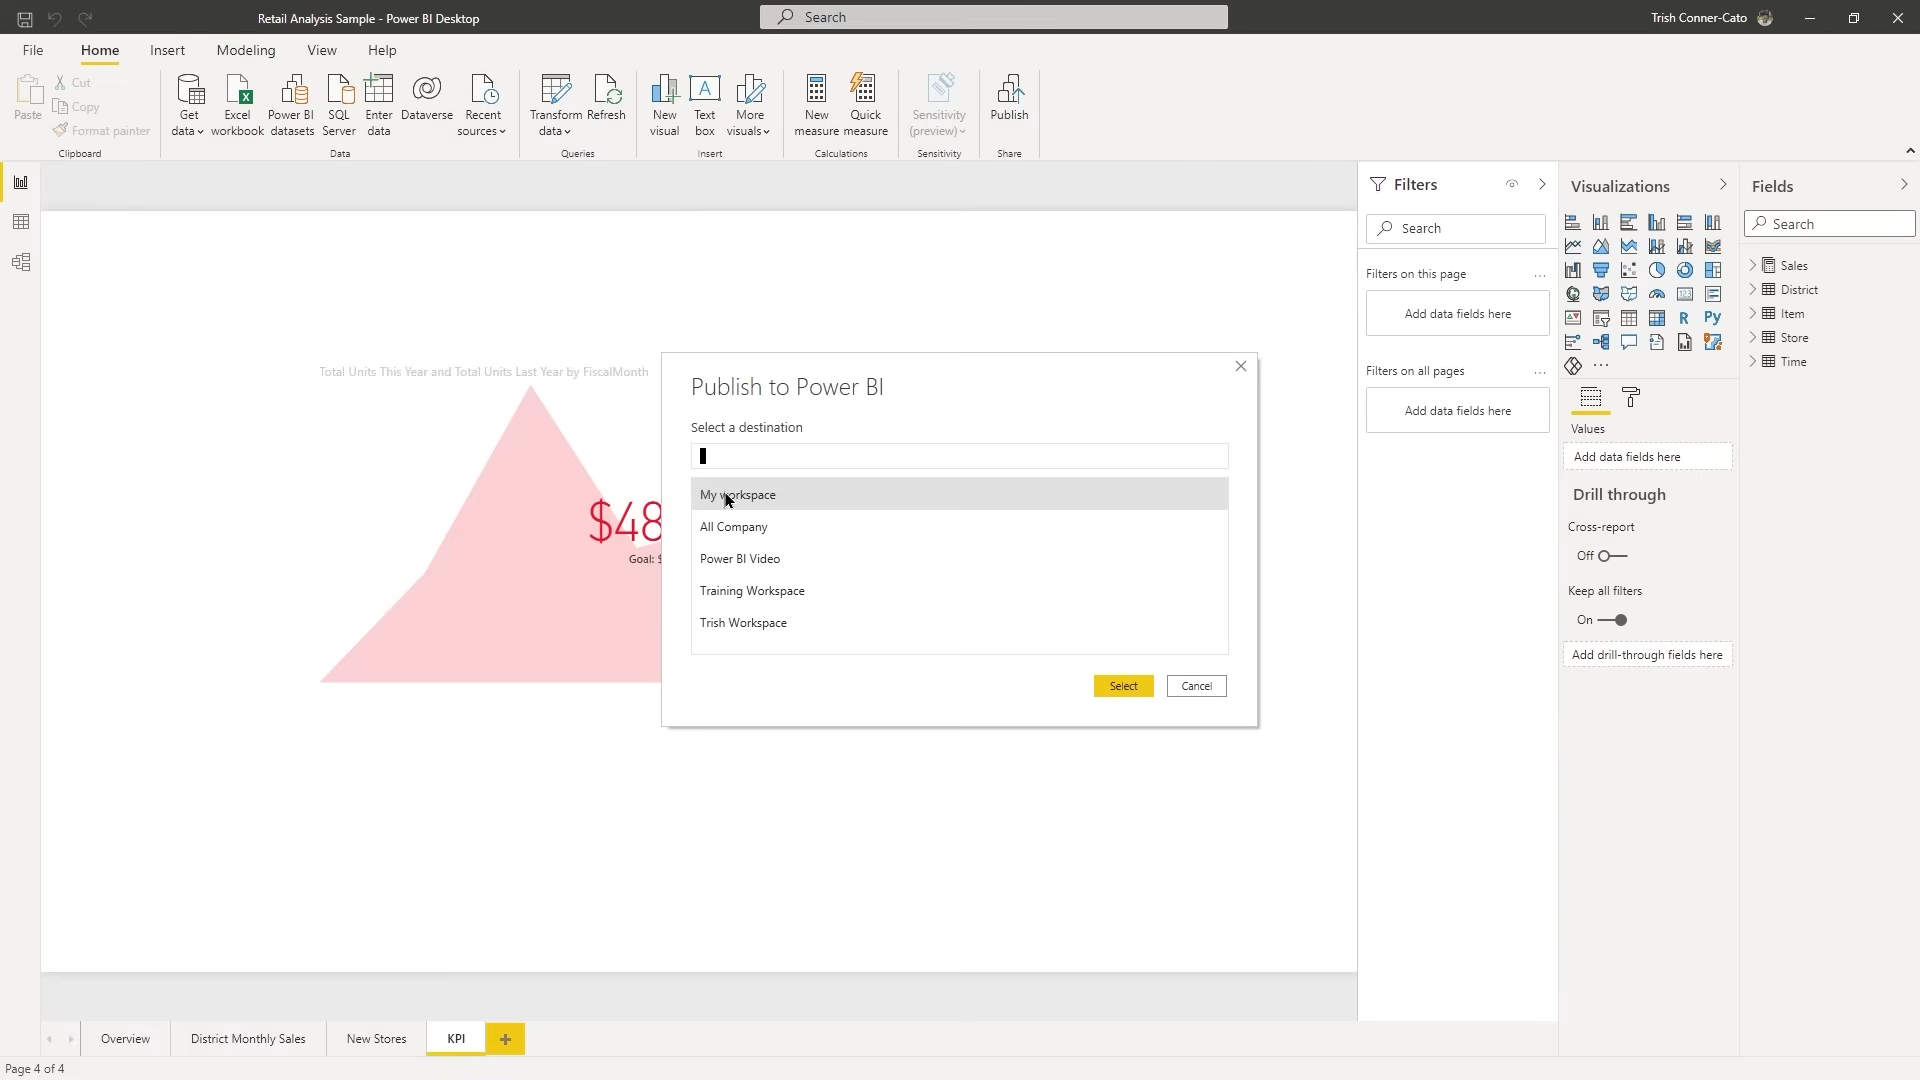 Retail Analysis Sample - Power BI Desktop
Search
Trish Conner-Cato
File
Home
Insert
Modeling
View
Help
Paste
Cut
Copy
Format painter
Clipboard
Get data
Excel workbook
Power BI datasets
SQL Server
Enter data
Dataverse
Recent sources
Data
Transform data
Refresh
Queries
New visual
Text box
More visuals
Insert
New measure
Quick measure
Calculations
Sensitivity (preview)
Sensitivity
Publish
Share
Total Units This Year and Total Units Last Year by FiscalMonth
$48
Goal: $
Publish to Power BI
Select a destination
My workspace
All Company
Power BI Video
Training Workspace
Trish Workspace
Select
Cancel
Filters
Search
Filters on this page
...
Add data fields here
Filters on all pages
...
Add data fields here
Visualizations
123
R
Py
...
Values
Add data fields here
Drill through
Cross-report
Off
Keep all filters
On
Add drill-through fields here
Fields
Search
Sales
District
Item
Store
Time
Overview
District Monthly Sales
New Stores
KPI
+
Page 4 of 4